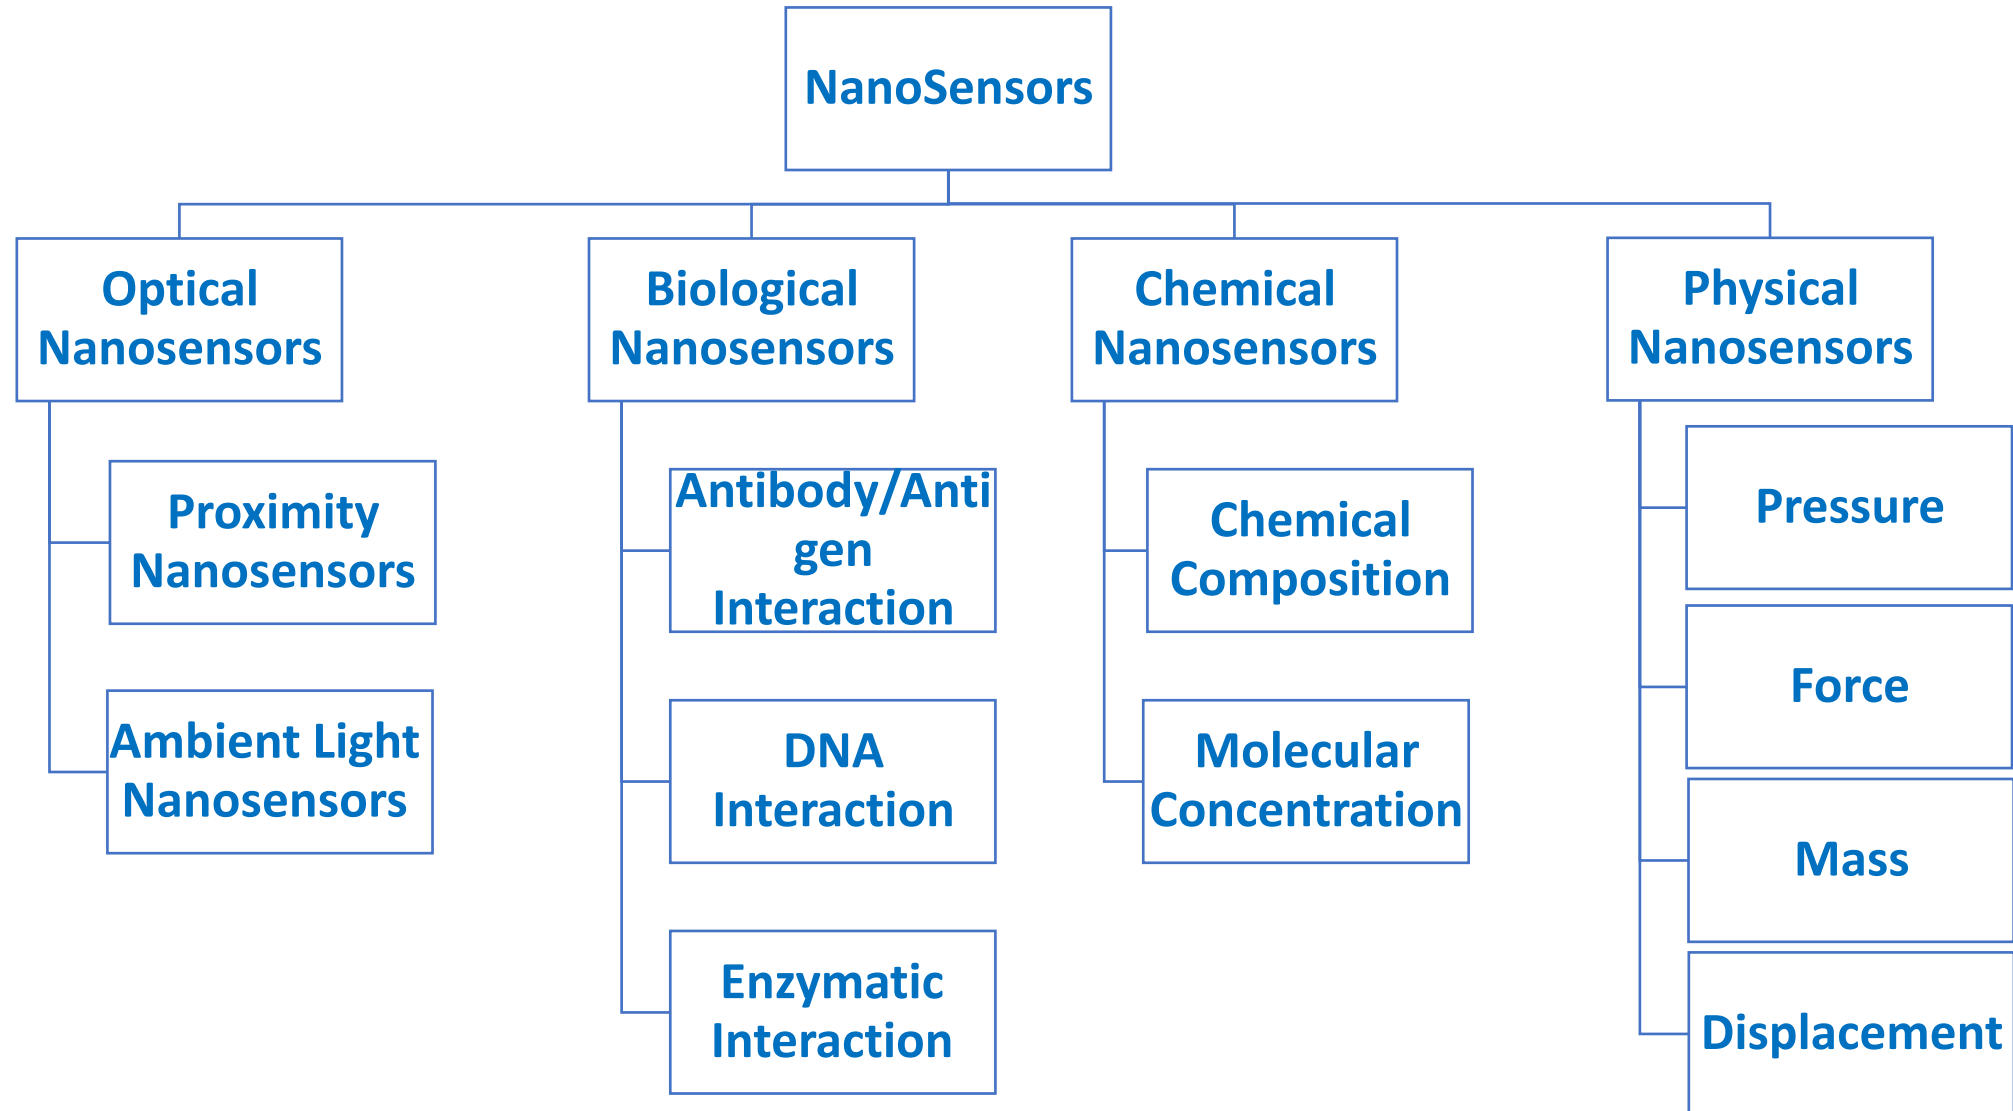 NanoSensors
Optical
Nanosensors
Proximity
Nanosensors
Ambient Light
Nanosensors
Biological
Nanosensors
Antibody/Anti
gen
Interaction
DNA
Interaction
Enzymatic
Interaction
Chemical
Nanosensors
Chemical
Composition
Molecular
Concentration
Physical
Nanosensors
Pressure
Force
Mass
Displacement